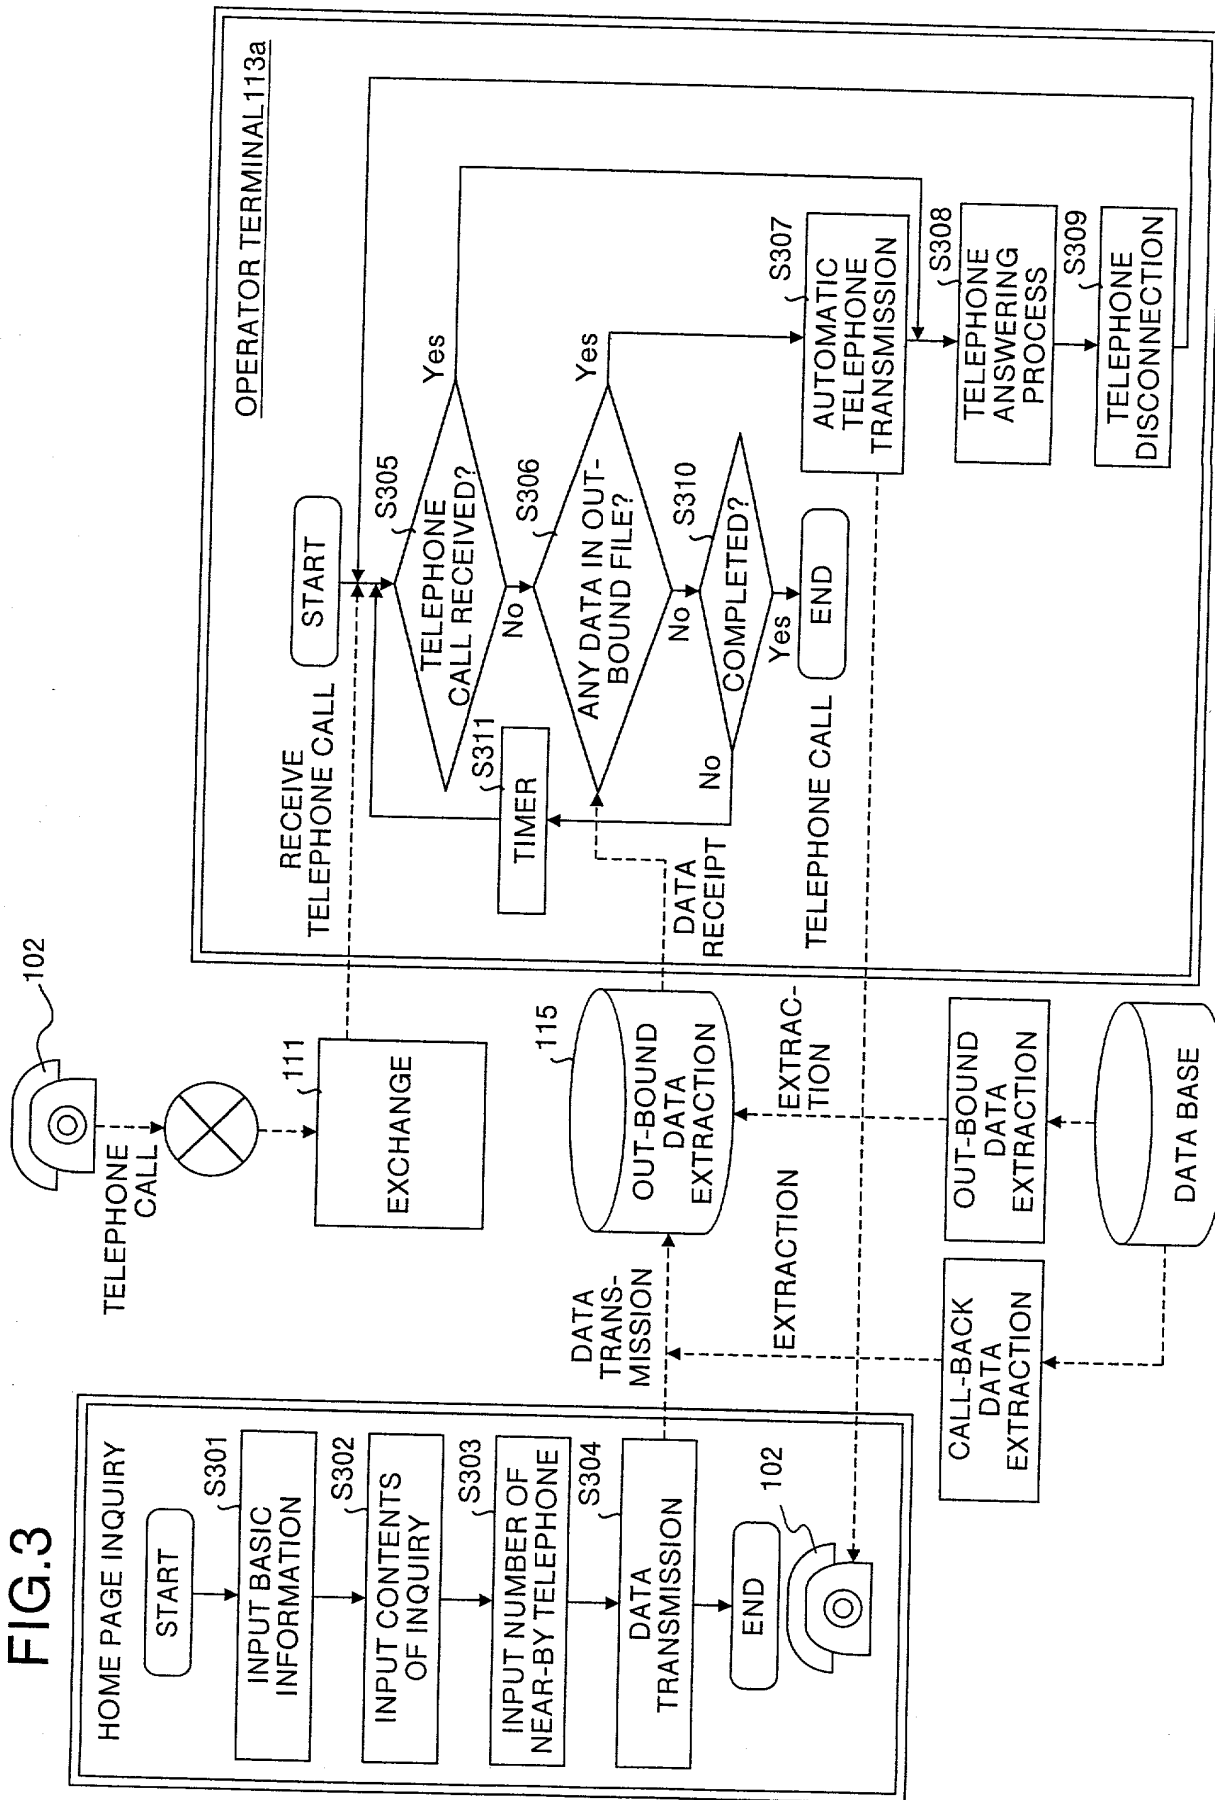 FIG.3
HOME PAGE INQUIRY
START
S301
INPUT BASIC
INFORMATION
S302
INPUT CONTENTS
OF INQUIRY
S303
INPUT NUMBER OF
NEAR-BY TELEPHONE
S304
DATA
TRANSMISSION
END
102
102
TELEPHONE
CALL
111
EXCHANGE
DATA
TRANS-
MISSION
115
OUT-BOUND
DATA
EXTRACTION
EXTRACTION
EXTRAC-
TION
CALL-BACK
DATA
EXTRACTION
OUT-BOUND
DATA
EXTRACTION
DATA BASE
OPERATOR TERMINAL113a
RECEIVE
TELEPHONE CALL
START
S305
TELEPHONE
CALL RECEIVED?
Yes
No
S311
TIMER
S306
ANY DATA IN OUT-
BOUND FILE?
Yes
No
DATA
RECEIPT
S310
COMPLETED?
No
Yes
END
TELEPHONE CALL
S307
AUTOMATIC
TELEPHONE
TRANSMISSION
S308
TELEPHONE
ANSWERING
PROCESS
S309
TELEPHONE
DISCONNECTION